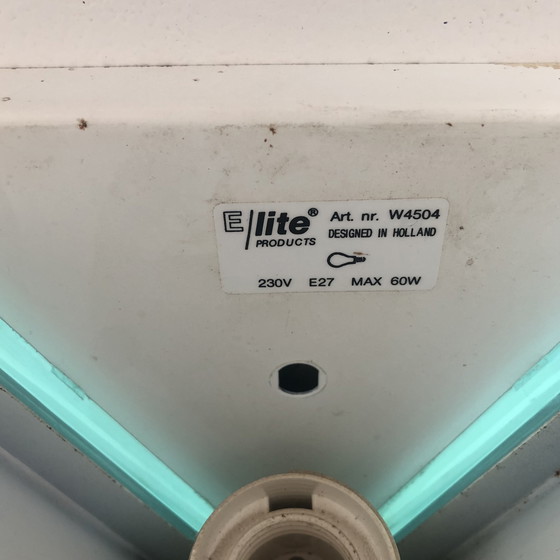 E/lite® Art. nr. W4504
PRODUCTS DESIGNED IN HOLLAND
230V E27 MAX 60W